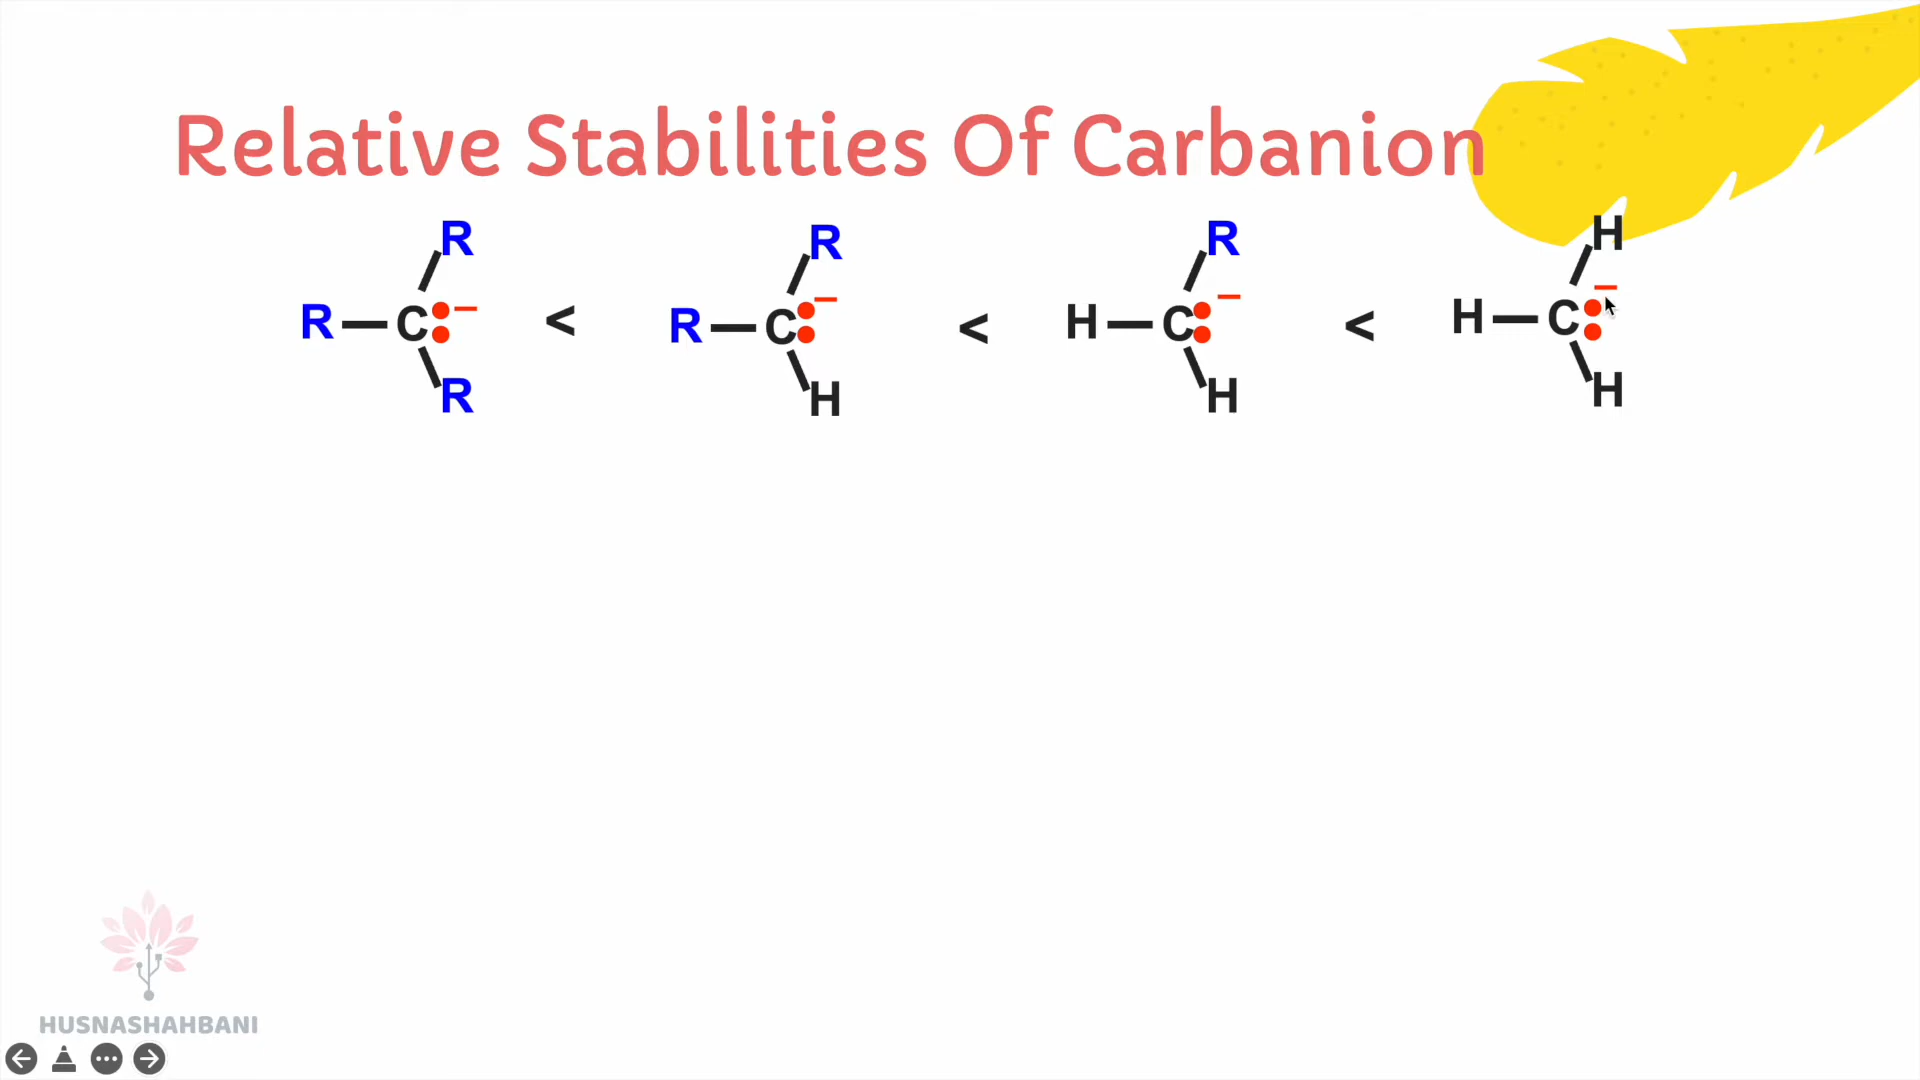 Relative Stabilities Of Carbanion
R R R H
R C − < R C − < H C − < H C −
R H H H
HUSNASHAHBANI